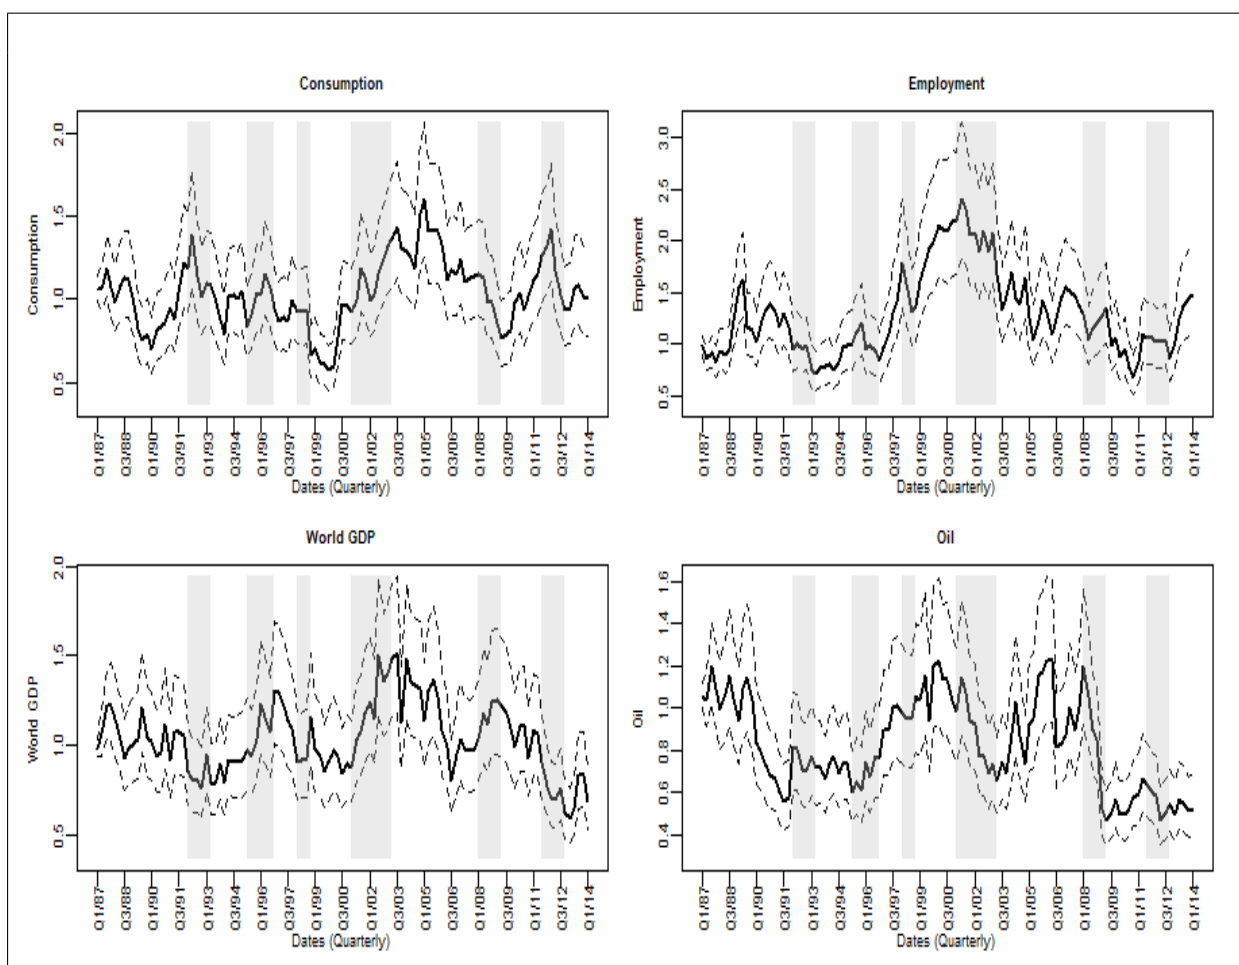 Consumption
Consumption
2.0
1.5
1.0
0.5
Q1/87 Q3/88 Q1/90 Q3/91 Q1/93 Q3/94 Q1/96 Q3/97 Q1/99 Q3/00 Q1/02 Q3/03 Q1/05 Q3/06 Q1/08 Q3/09 Q1/11 Q3/12 Q1/14
Dates (Quarterly)
Employment
Employment
3.0
2.5
2.0
1.5
1.0
0.5
Q1/87 Q3/88 Q1/90 Q3/91 Q1/93 Q3/94 Q1/96 Q3/97 Q1/99 Q3/00 Q1/02 Q3/03 Q1/05 Q3/06 Q1/08 Q3/09 Q1/11 Q3/12 Q1/14
Dates (Quarterly)
World GDP
World GDP
2.0
1.5
1.0
0.5
Q1/87 Q3/88 Q1/90 Q3/91 Q1/93 Q3/94 Q1/96 Q3/97 Q1/99 Q3/00 Q1/02 Q3/03 Q1/05 Q3/06 Q1/08 Q3/09 Q1/11 Q3/12 Q1/14
Dates (Quarterly)
Oil
Oil
1.6
1.4
1.2
1.0
0.8
0.6
0.4
Q1/87 Q3/88 Q1/90 Q3/91 Q1/93 Q3/94 Q1/96 Q3/97 Q1/99 Q3/00 Q1/02 Q3/03 Q1/05 Q3/06 Q1/08 Q3/09 Q1/11 Q3/12 Q1/14
Dates (Quarterly)